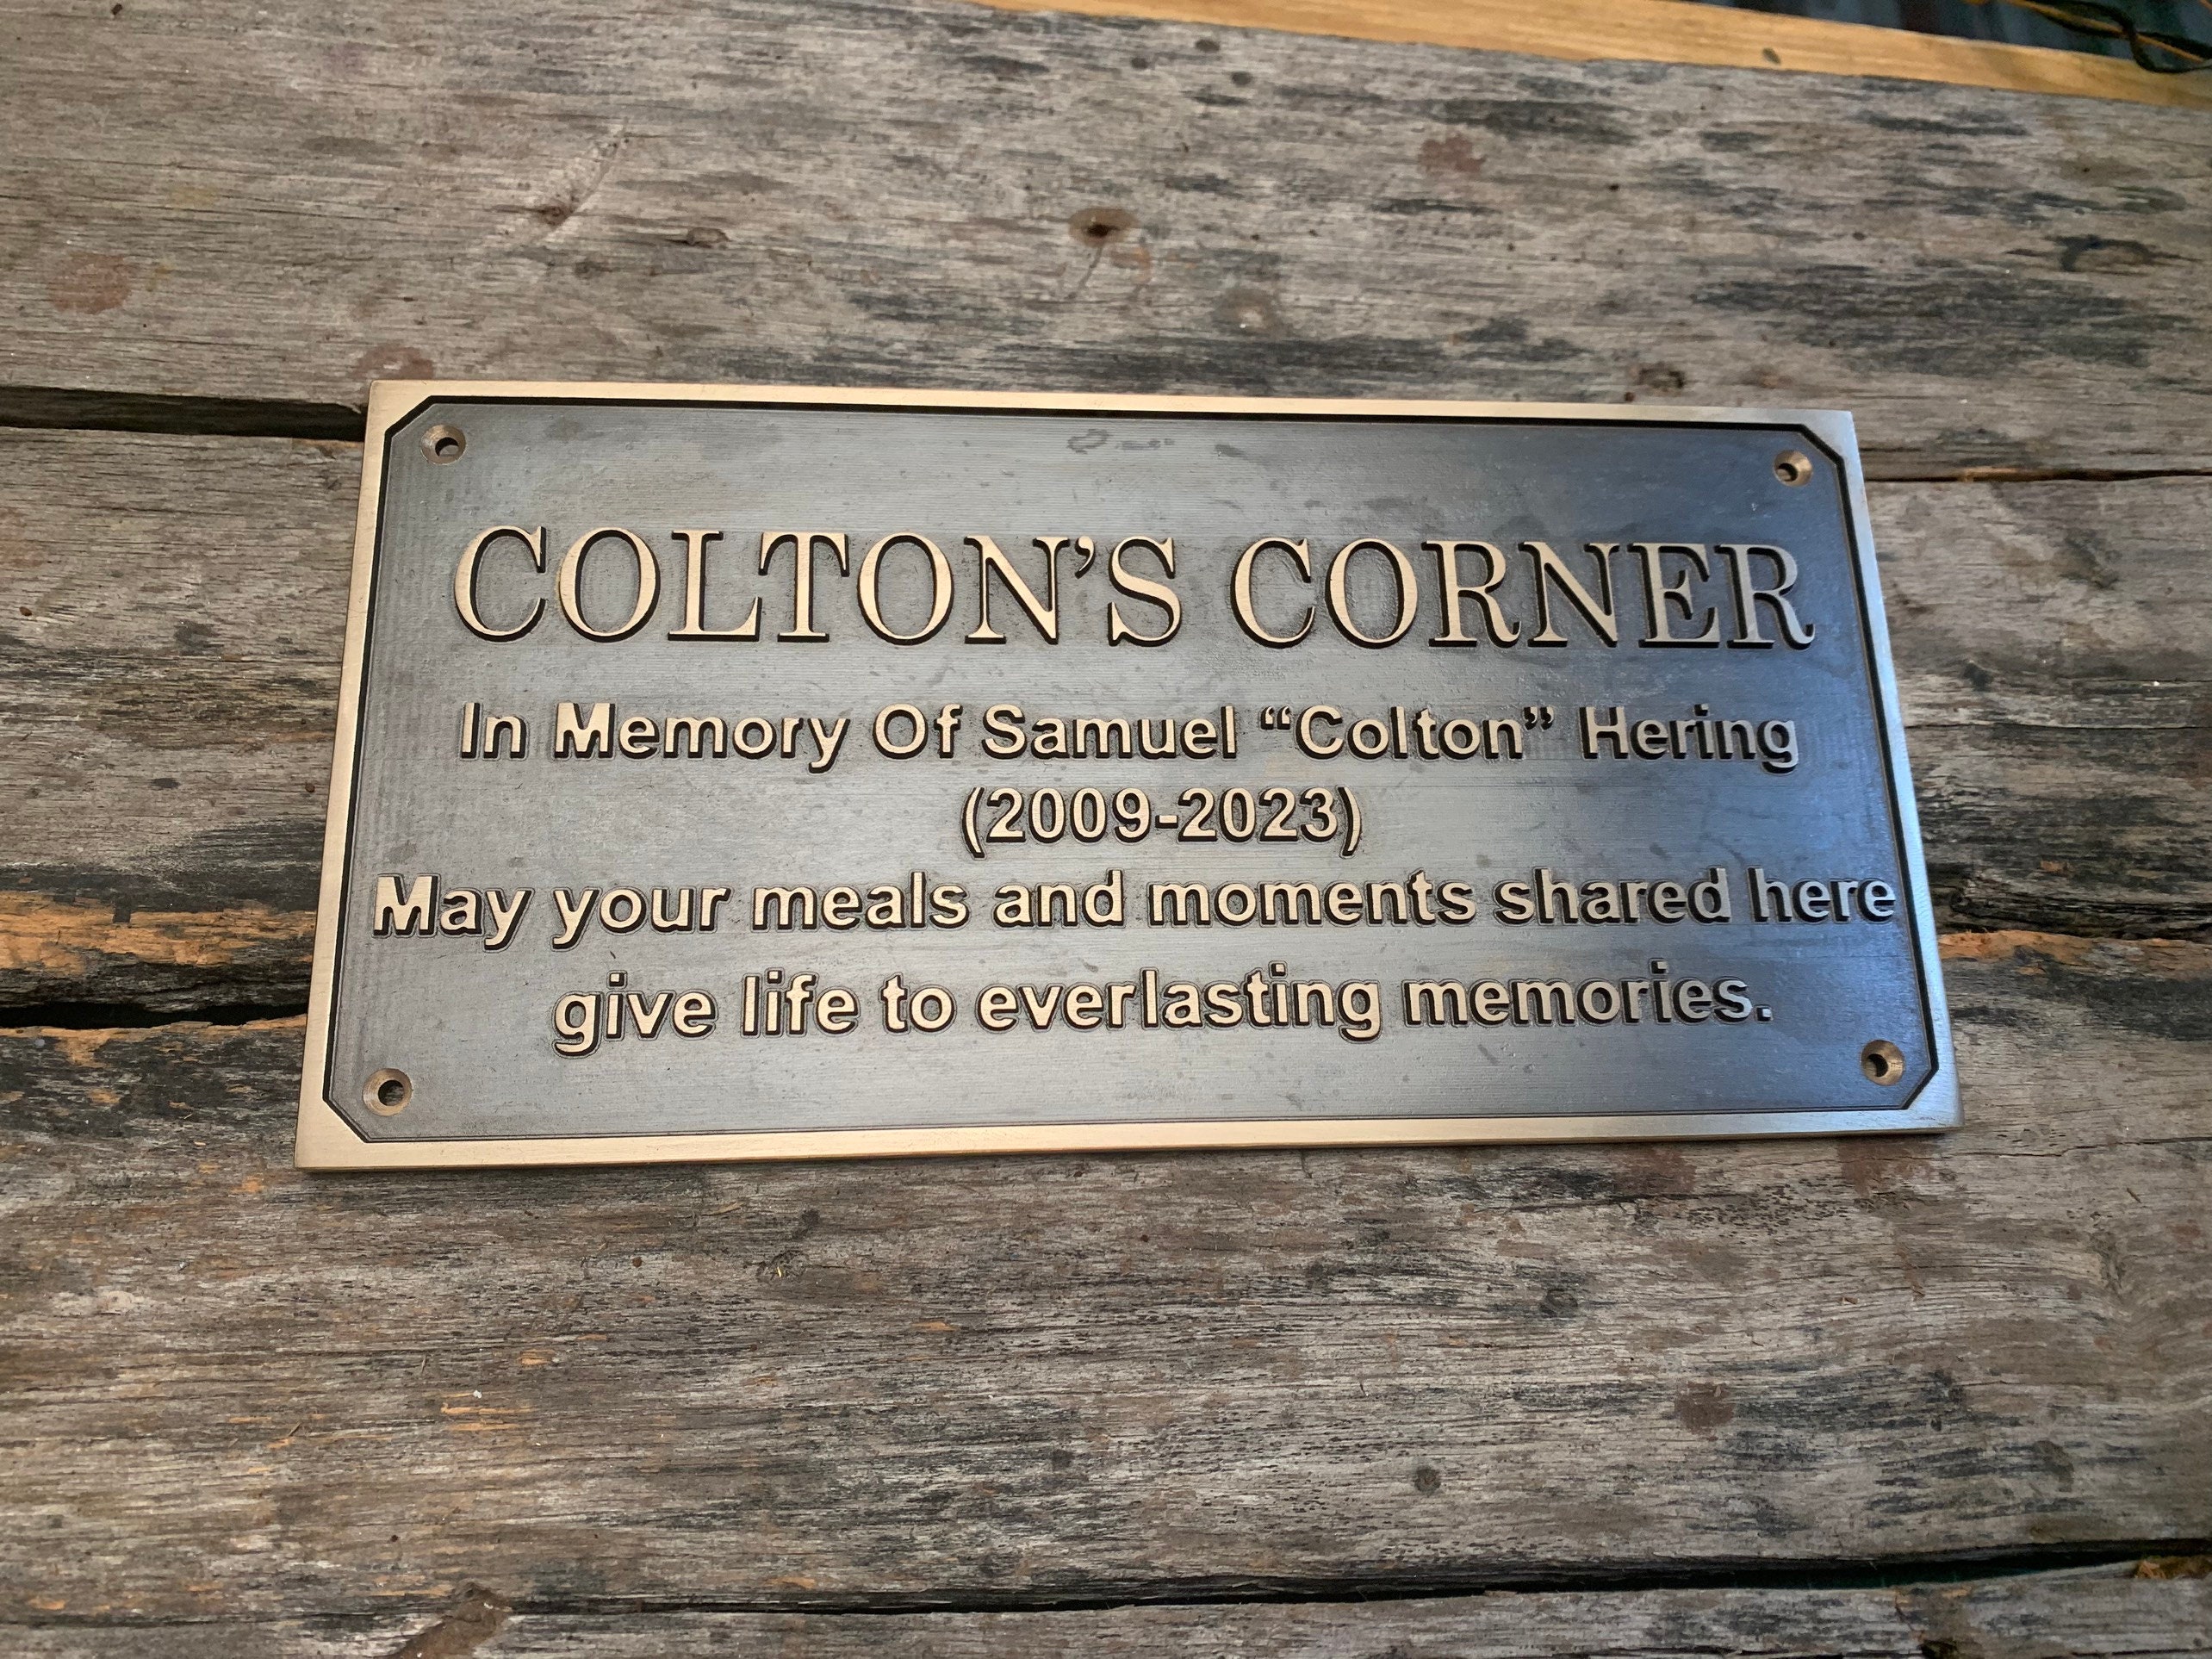 COLTON’S CORNER
In Memory Of Samuel “Colton” Hering
(2009-2023)
May your meals and moments shared here
give life to everlasting memories.